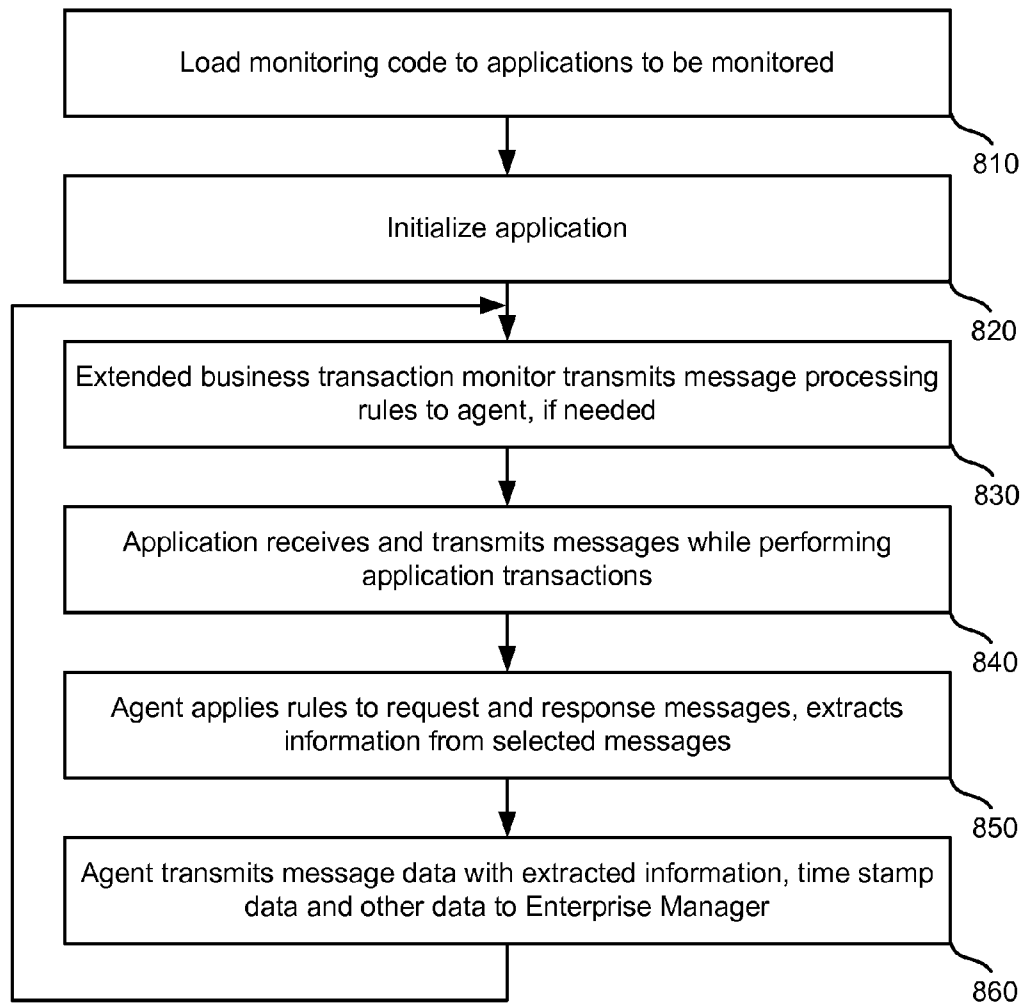 Load monitoring code to applications to be monitored
810
Initialize application
820
Extended business transaction monitor transmits message processing
rules to agent, if needed
830
Application receives and transmits messages while performing
application transactions
840
Agent applies rules to request and response messages, extracts
information from selected messages
850
Agent transmits message data with extracted information, time stamp
data and other data to Enterprise Manager
860